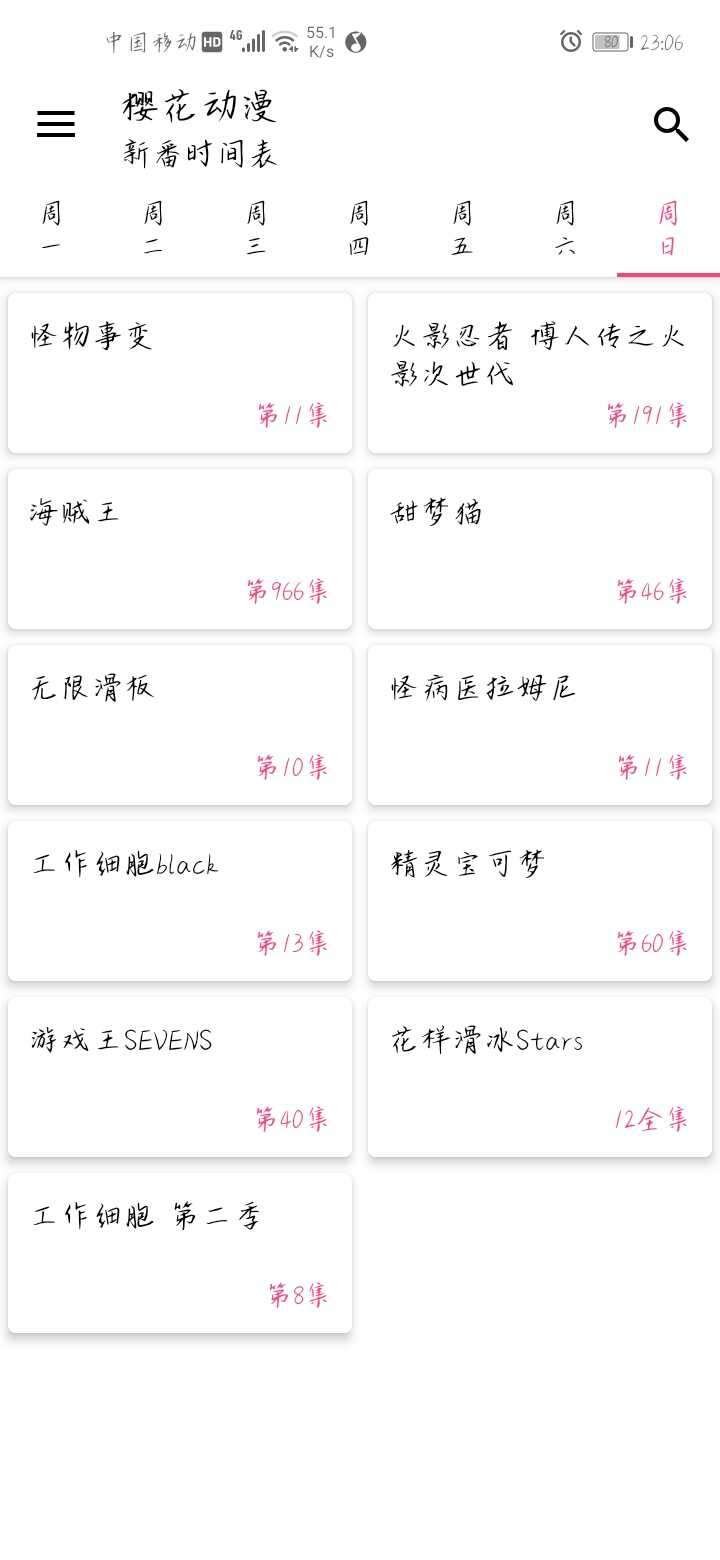 中国移动 HD 4G 55.1 K/s 80 23:06
樱花动漫
新番时间表
周一 周二 周三 周四 周五 周六 周日
怪物事变
第11集
火影忍者 博人传之火
影次世代
第191集
海贼王
第966集
甜梦猫
第46集
无限滑板
第10集
怪病医拉姆尼
第11集
工作细胞black
第13集
精灵宝可梦
第60集
游戏王SEVENS
第40集
花样滑冰Stars
12全集
工作细胞 第二季
第8集